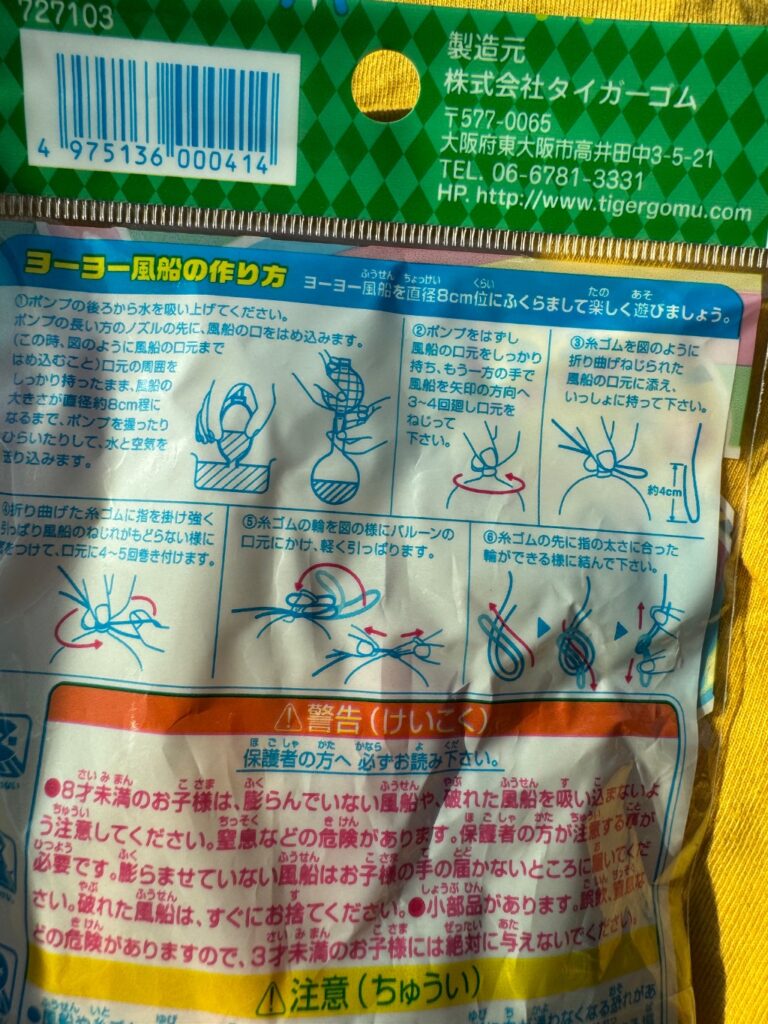 727103
4 975136 000414
製造元
株式会社タイガーゴム
〒577-0065
大阪府東大阪市高井田中3-5-21
TEL. 06-6781-3331
HP. http://www.tigergomu.com
ヨーヨー風船の作り方
ヨーヨー風船を直径8cm位にふくらまして楽しく遊びましょう。
①ポンプの後ろから水を吸い上げてください。
ポンプの長い方のノズルの先に、風船の口をはめ込みます。
(この時、図のように風船の口元まで
はめ込むこと)口元の周囲を
しっかり持ったまま、風船の
大きさが直径約8cm程に
なるまで、ポンプを握ったり
ひらいたりして、水と空気を
送り込みます。
②ポンプをはずし
風船の口元をしっかり
持ち、もう一方の手で
風船を矢印の方向へ
3~4回廻し口元を
ねじって
下さい。
③糸ゴムを図のように
折り曲げねじられた
風船の口元に添え、
いっしょに持って下さい。
約4cm
④折り曲げた糸ゴムに指を掛け強く
引っぱり風船のねじれがもどらない様に
をつけて、口元に4~5回巻き付けます。
⑤糸ゴムの輪を図の様にバルーンの
口元にかけ、軽く引っぱります。
⑥糸ゴムの先に指の太さに合った
輪ができる様に結んで下さい。
⚠警告(けいこく)
保護者の方へ 必ずお読み下さい。
●8才未満のお子様は、膨らんでいない風船や、破れた風船を吸い込まないよ
う注意してください。窒息などの危険があります。保護者の方が注意する事が
必要です。膨らませていない風船はお子様の手の届かないところに置いてくだ
さい。破れた風船は、すぐにお捨てください。●小部品があります。誤飲、窒息な
どの危険がありますので、3才未満のお子様には絶対に与えないでください。
⚠注意(ちゅうい)